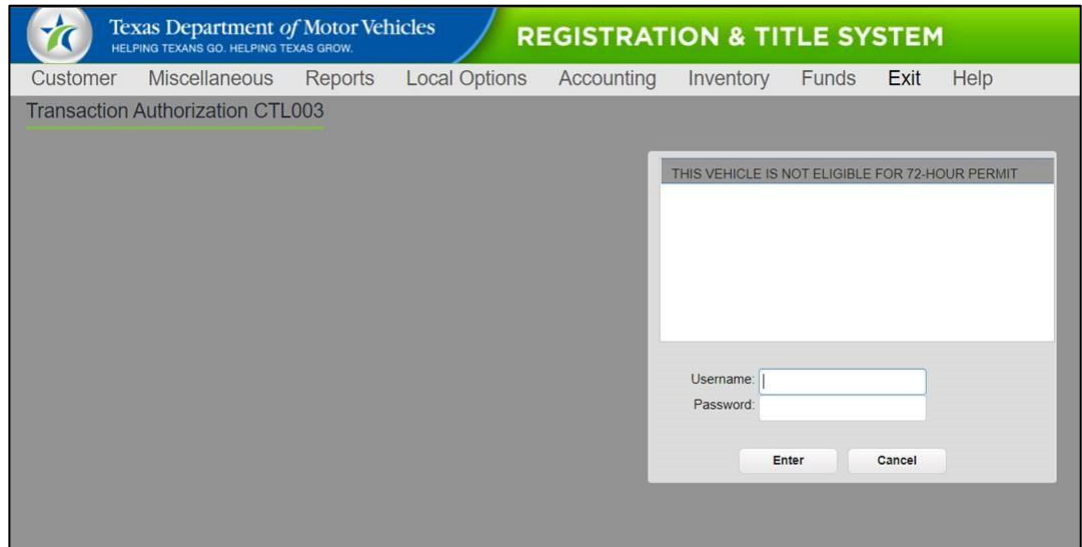 Texas Department of Motor Vehicles
HELPING TEXANS GO. HELPING TEXAS GROW.
REGISTRATION & TITLE SYSTEM
Customer Miscellaneous Reports Local Options Accounting Inventory Funds Exit Help
Transaction Authorization CTL003
THIS VEHICLE IS NOT ELIGIBLE FOR 72-HOUR PERMIT
Username:
Password:
Enter Cancel